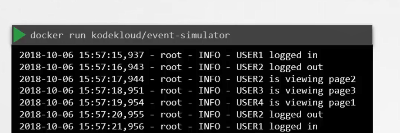 docker run kodekloud/event-simulator
2018-10-06 15:57:15,937 - root - INFO - USER1 logged in
2018-10-06 15:57:16,943 - root - INFO - USER2 logged out
2018-10-06 15:57:17,944 - root - INFO - USER2 is viewing page2
2018-10-06 15:57:18,951 - root - INFO - USER3 is viewing page3
2018-10-06 15:57:19,954 - root - INFO - USER4 is viewing page1
2018-10-06 15:57:20,955 - root - INFO - USER2 logged out
2018-10-06 15:57:21,956 - root - INFO - USER2 logged in